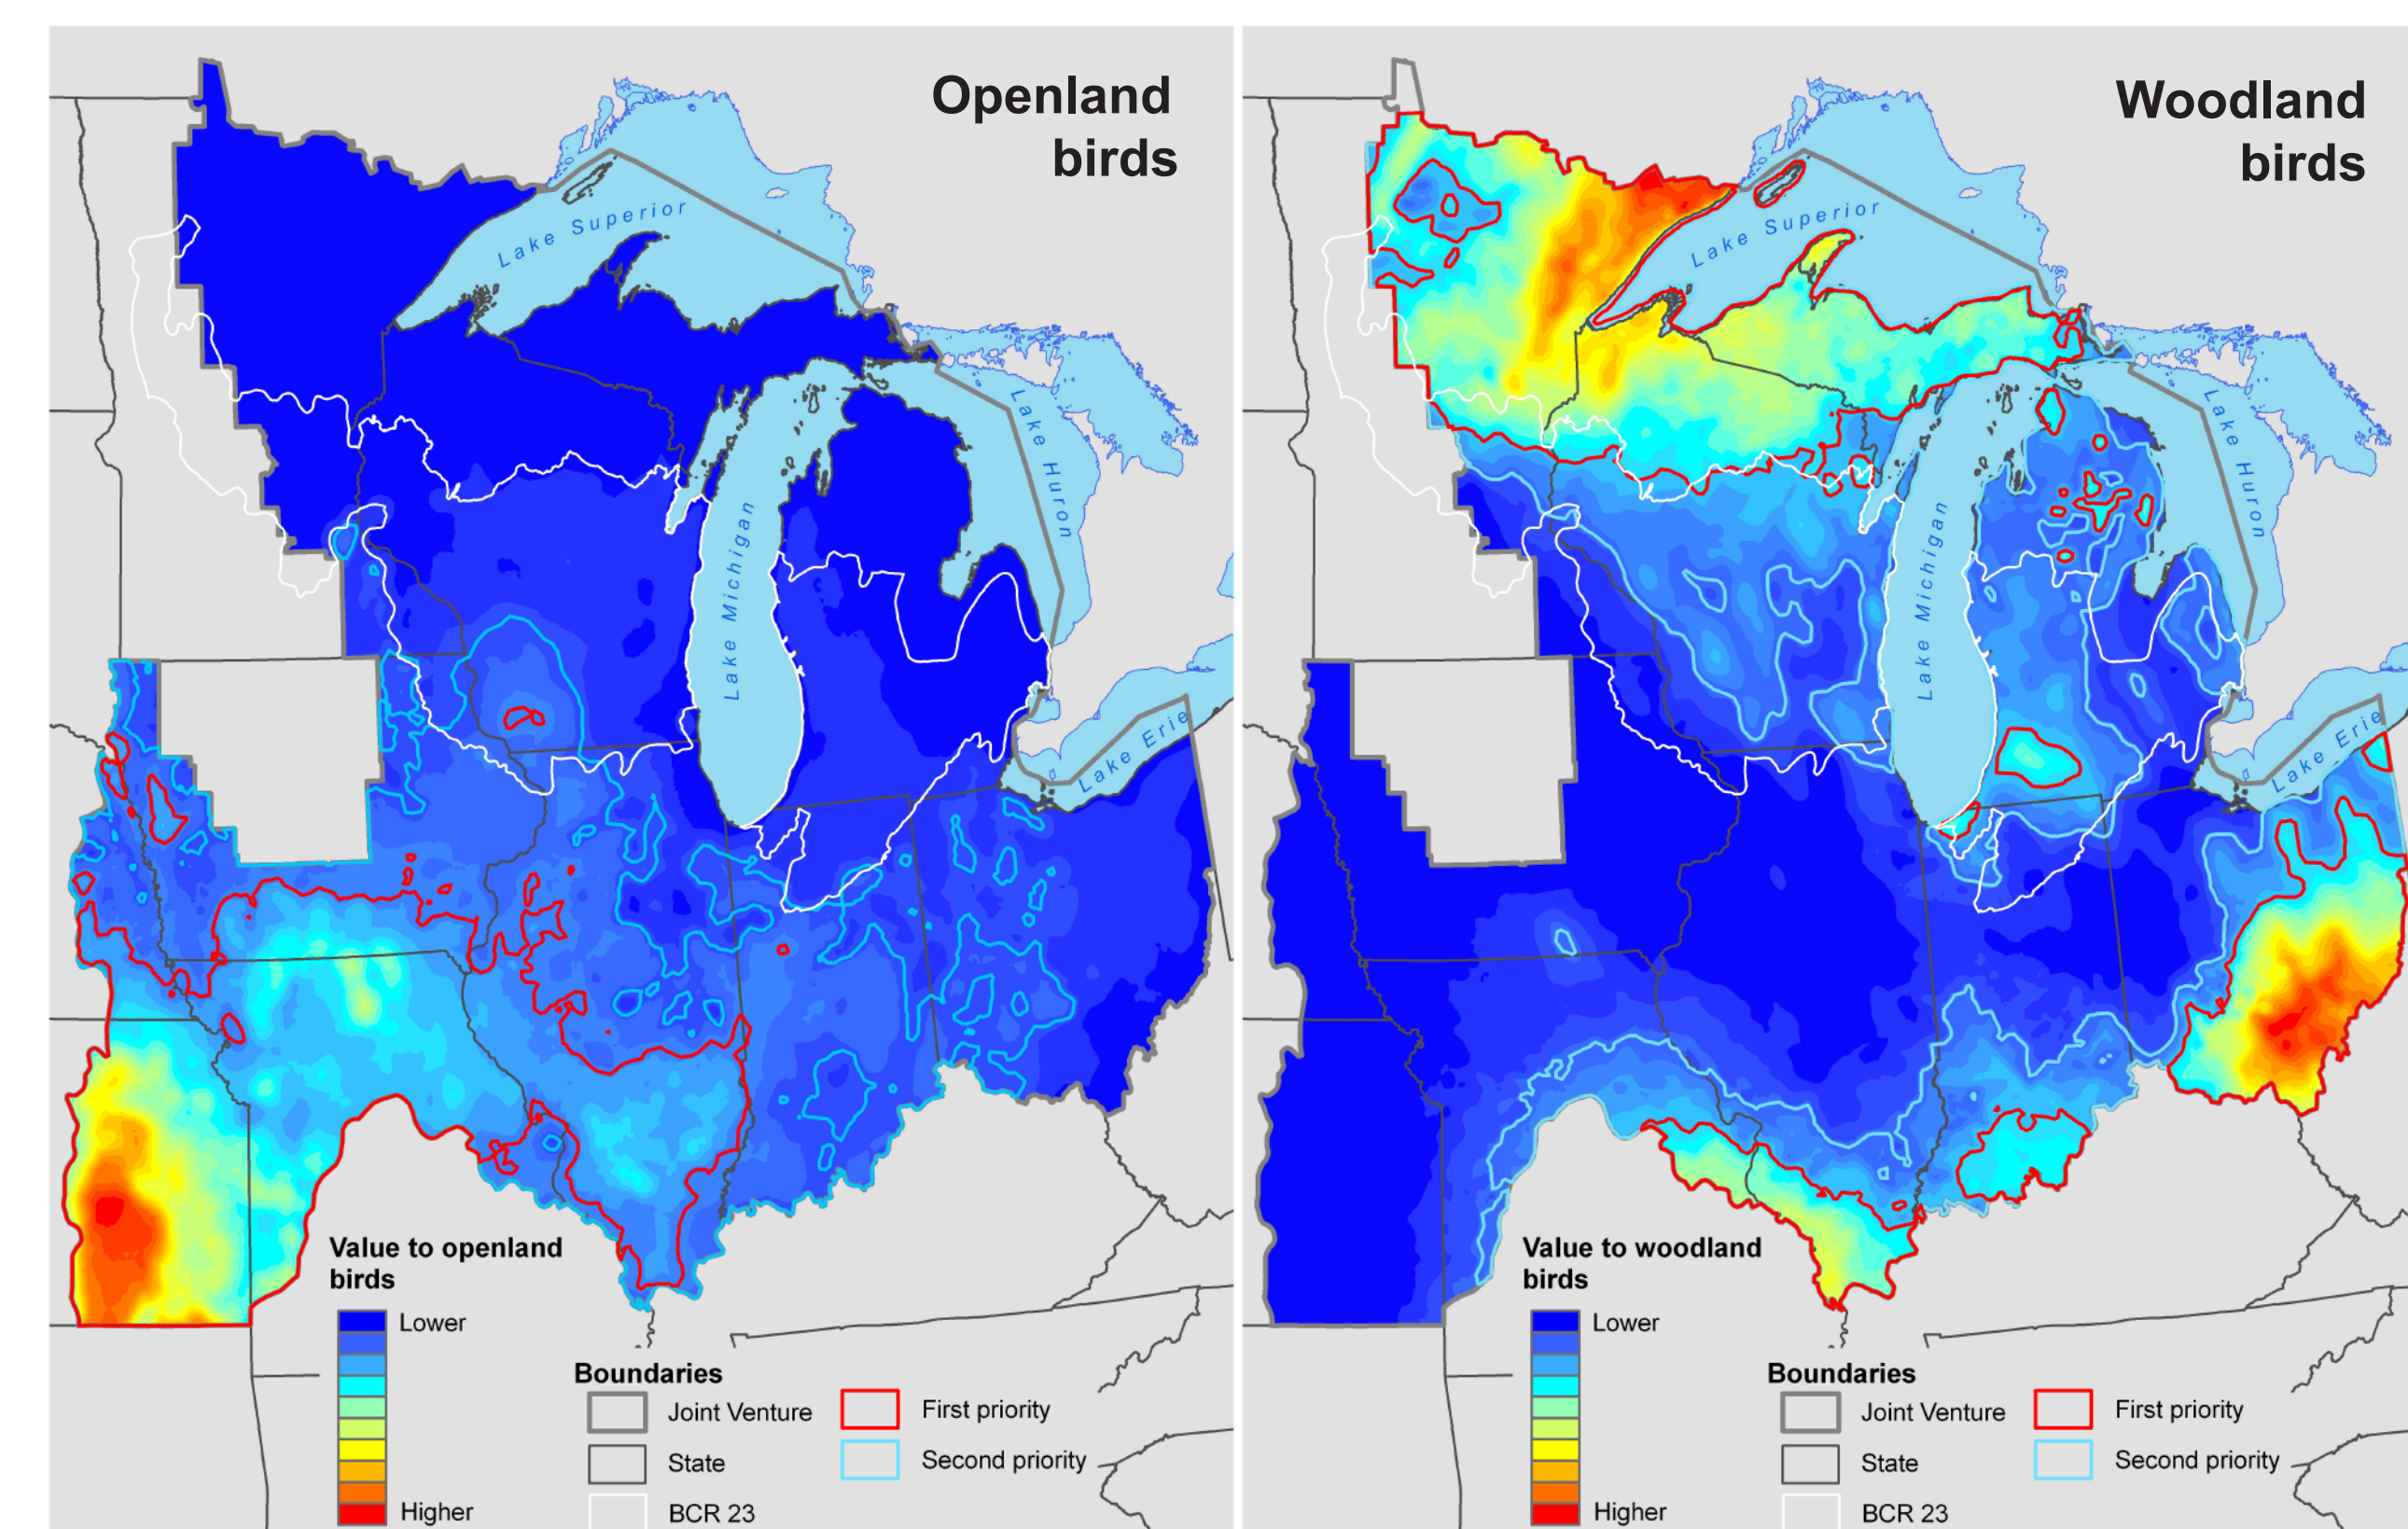 Openland
birds
Lake Superior
Lake Huron
Lake Michigan
Lake Erie
Value to openland
birds
Lower
Higher
Boundaries
Joint Venture
State
BCR 23
First priority
Second priority
Woodland
birds
Lake Superior
Lake Huron
Lake Michigan
Lake Erie
Value to woodland
birds
Lower
Higher
Boundaries
Joint Venture
State
BCR 23
First priority
Second priority